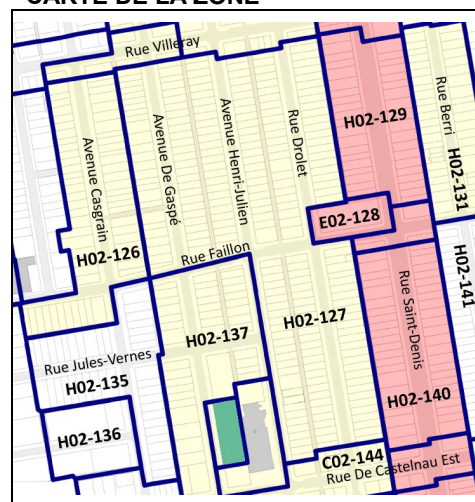 CARTE DE LA ZONE
Rue Villeray
Rue Berri
H02-129
Avenue Casgrain
Avenue De Gaspé
Avenue Henri-Julien
Rue Drolet
H02-131
E02-128
H02-126
Rue Faillon
H02-141
Rue Saint-Denis
H02-127
H02-137
Rue Jules-Vernes
H02-135
H02-140
H02-136
C02-144
Rue De Castelnau Est